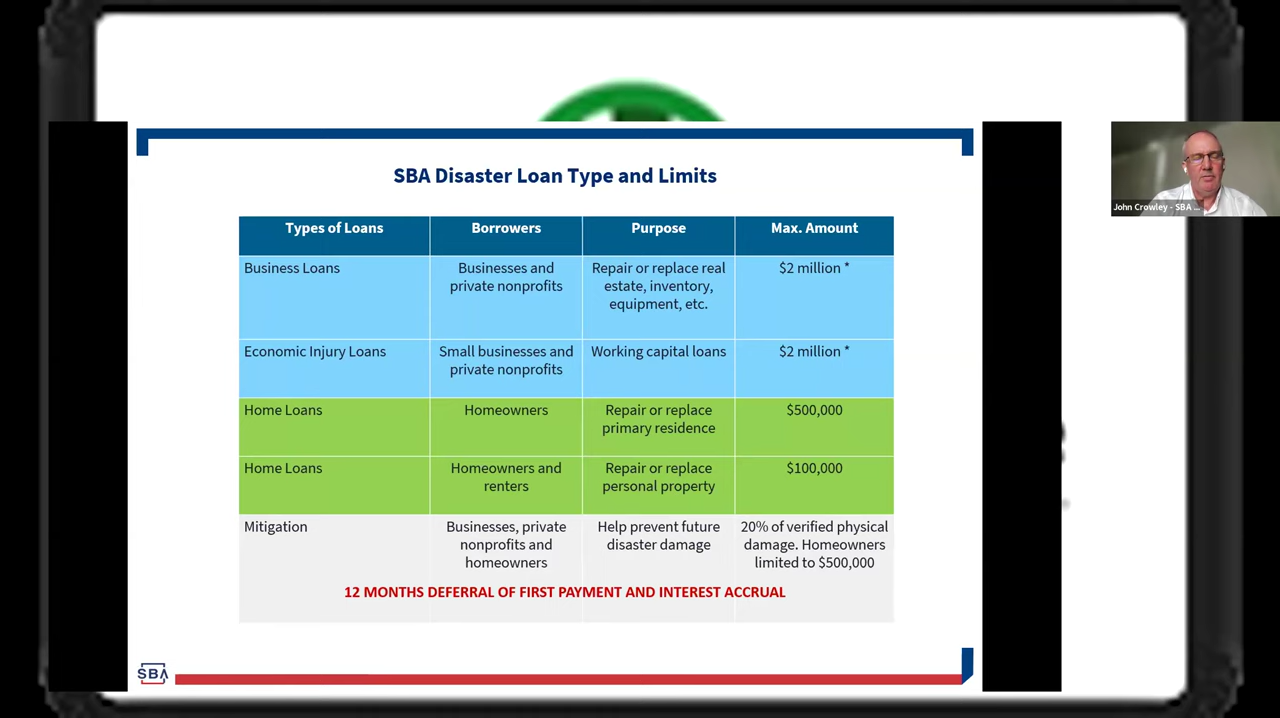 SBA Disaster Loan Type and Limits
Types of Loans
Borrowers
Purpose
Max. Amount
Business Loans
Businesses and
private nonprofits
Repair or replace real
estate, inventory,
equipment, etc.
$2 million *
Economic Injury Loans
Small businesses and
private nonprofits
Working capital loans
$2 million *
Home Loans
Homeowners
Repair or replace
primary residence
$500,000
Home Loans
Homeowners and
renters
Repair or replace
personal property
$100,000
Mitigation
Businesses, private
nonprofits and
homeowners
Help prevent future
disaster damage
20% of verified physical
damage. Homeowners
limited to $500,000
12 MONTHS DEFERRAL OF FIRST PAYMENT AND INTEREST ACCRUAL
SBA
John Crowley - SBA ...